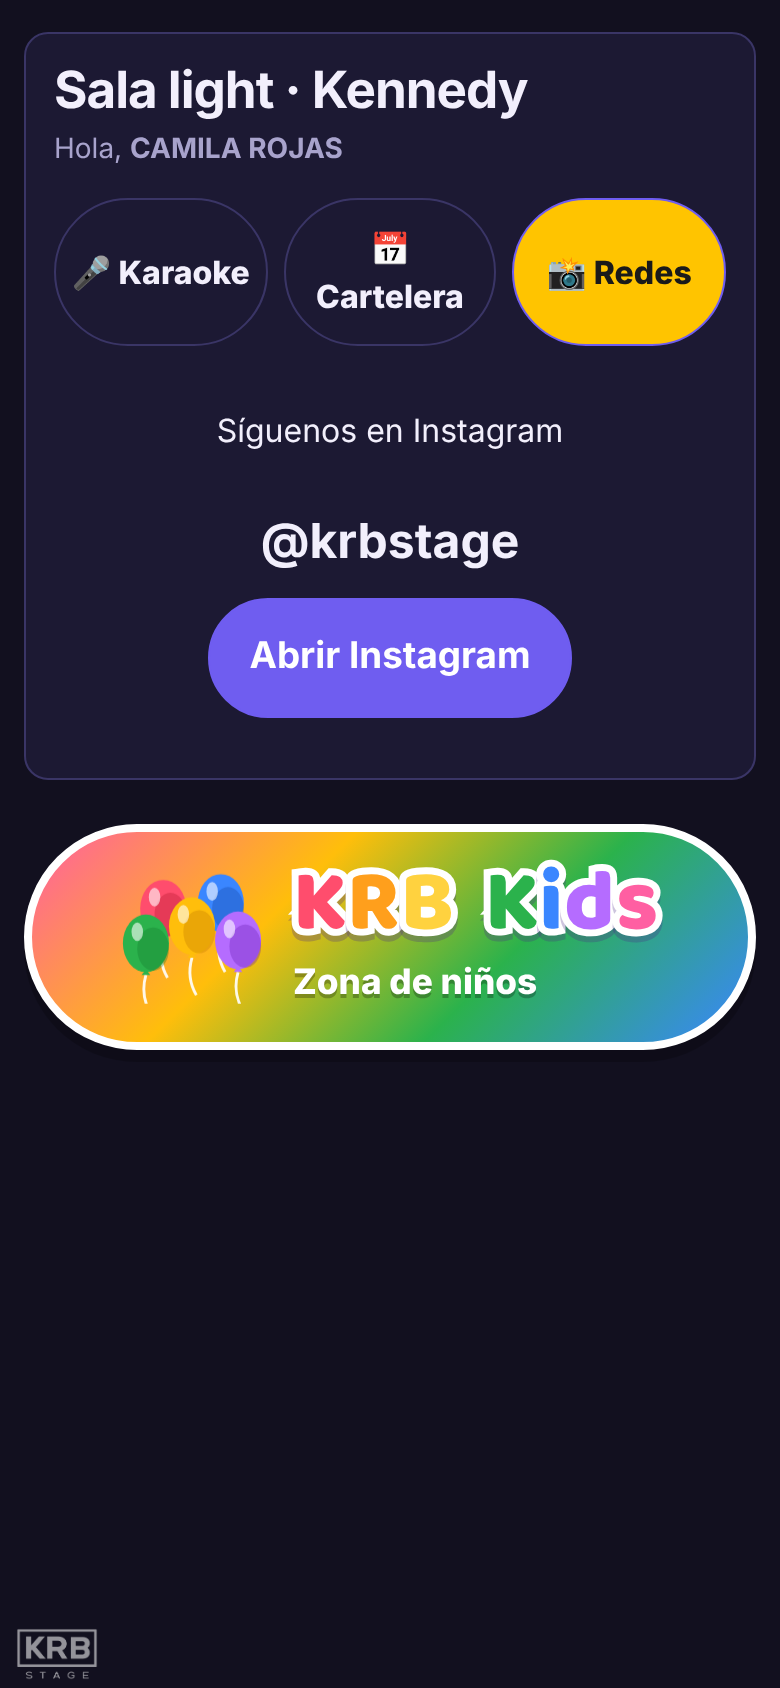 Sala light · Kennedy
Hola, CAMILA ROJAS
🎤 Karaoke
📅
Cartelera
📸 Redes
Síguenos en Instagram
@krbstage
Abrir Instagram
KRB Kids
Zona de niños
KRB
STAGE